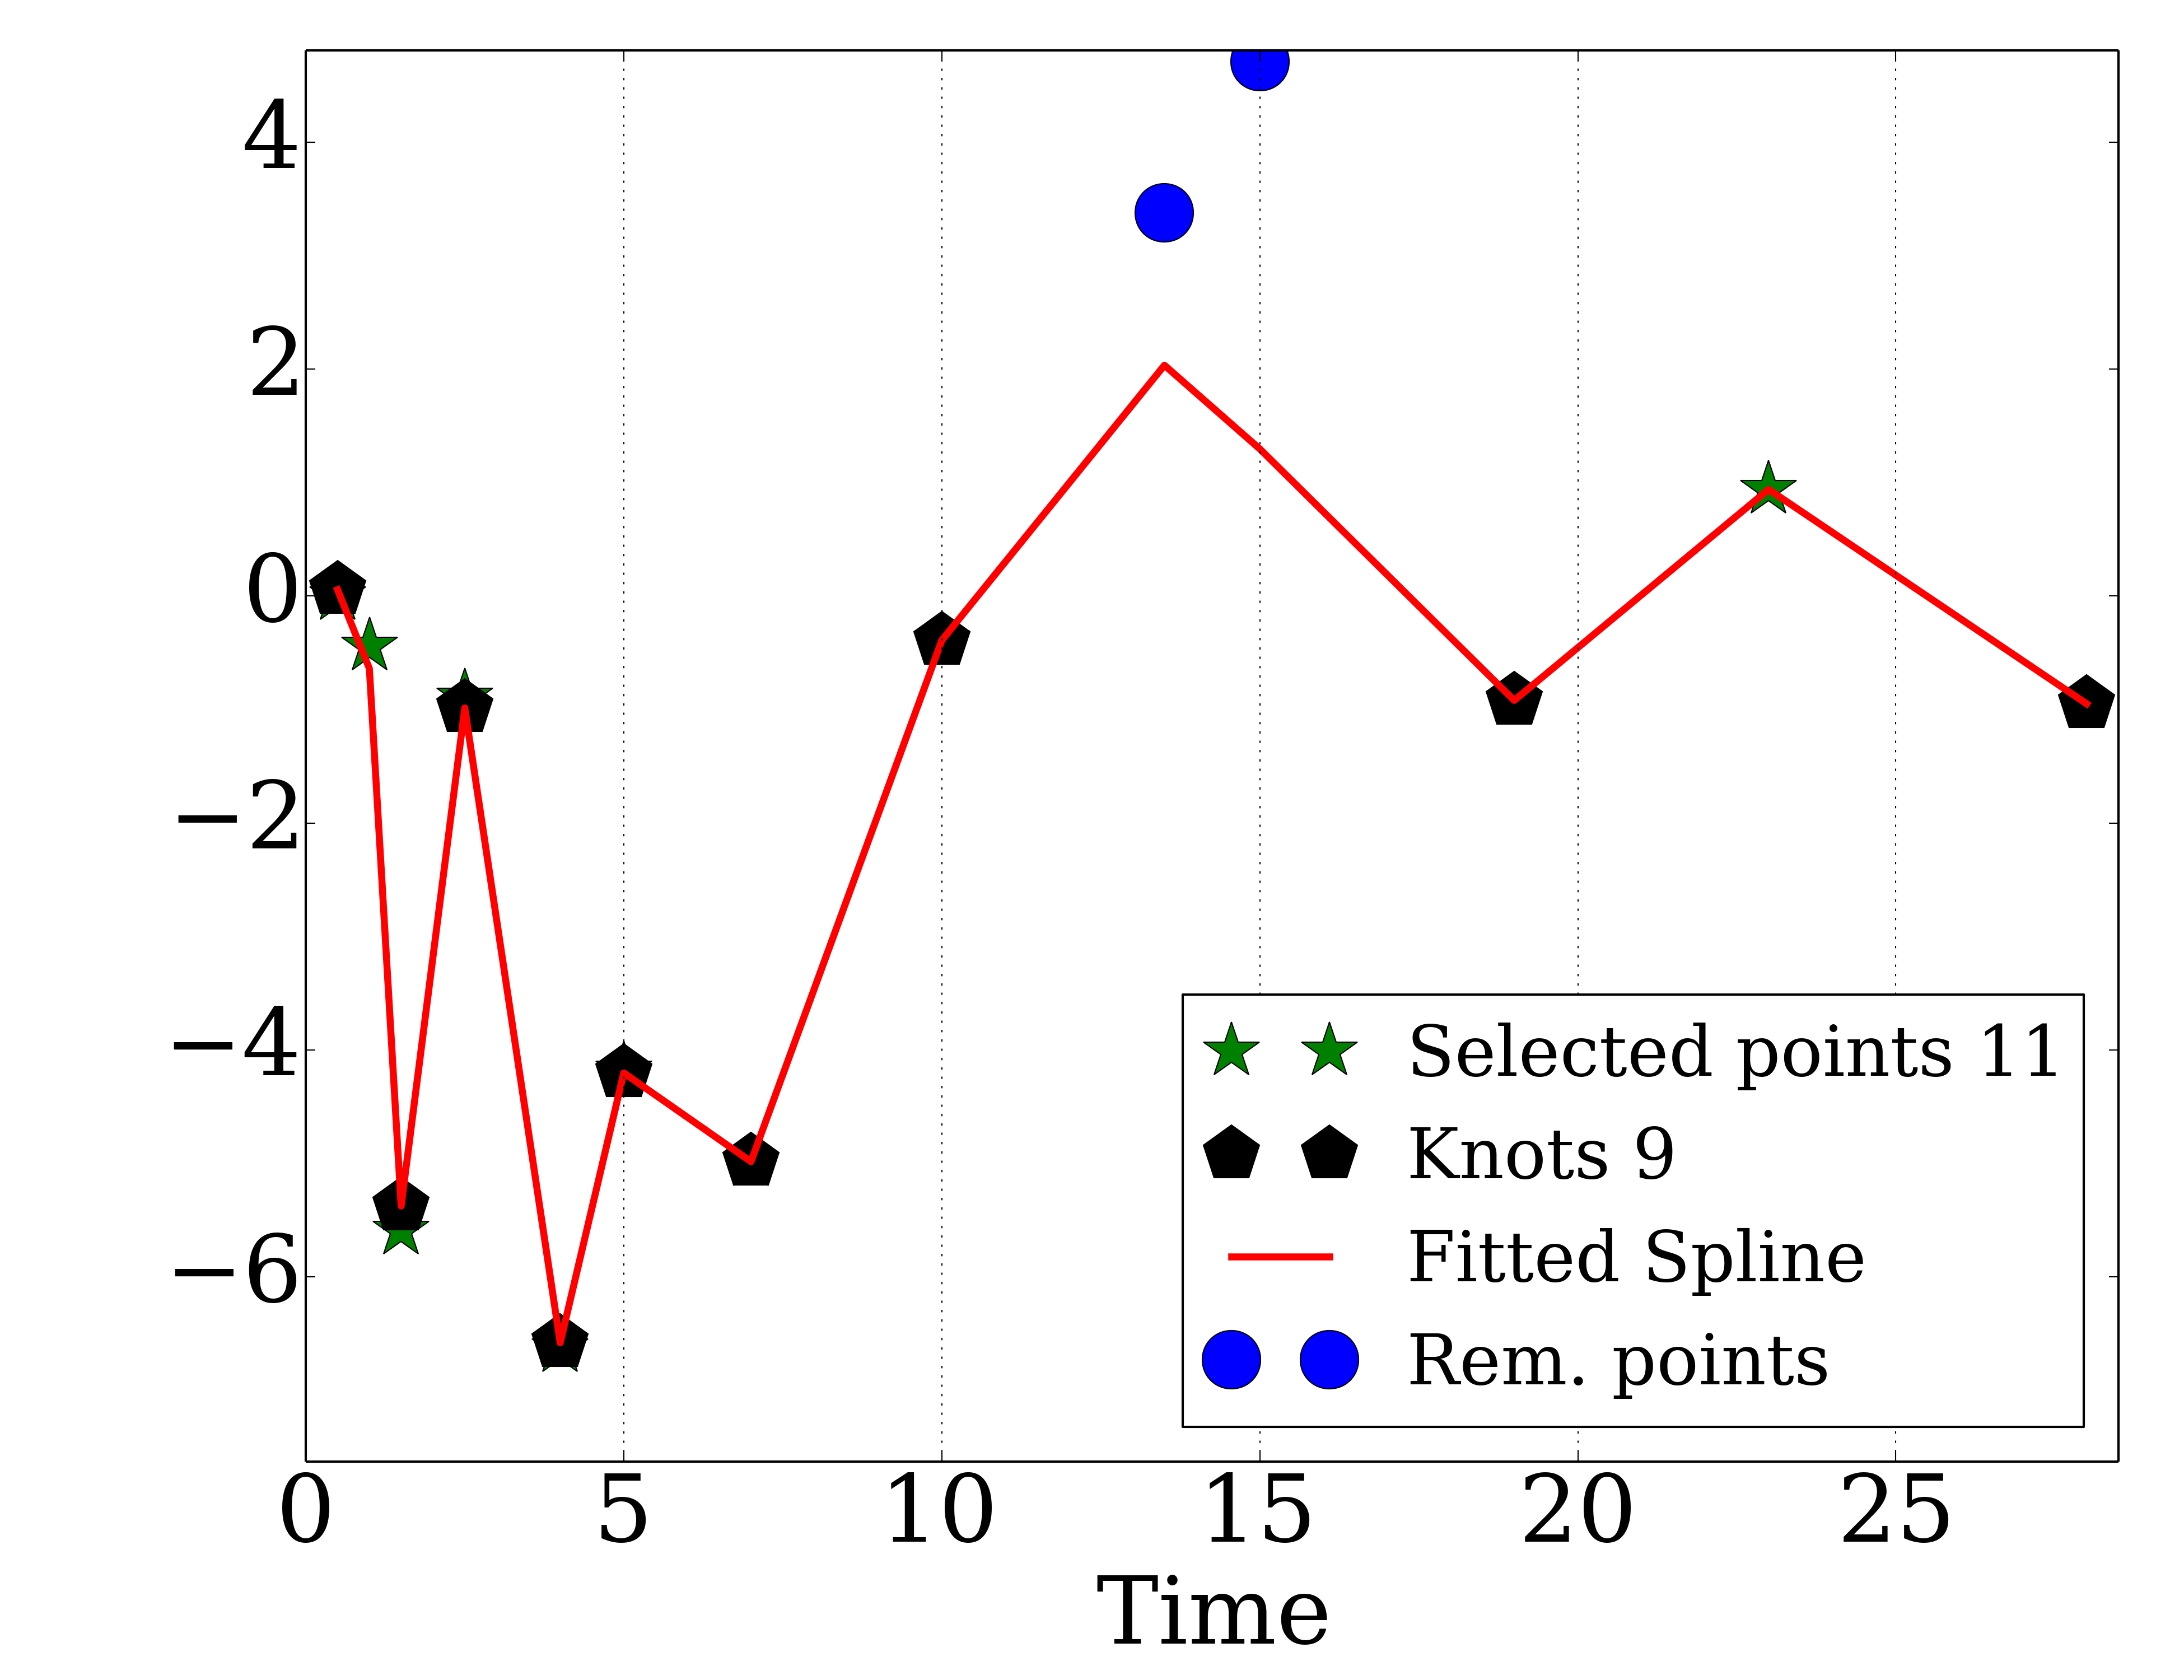 4
2
0
−2
−4
−6
0 5 10 15 20 25
Time
Selected points 11
Knots 9
Fitted Spline
Rem. points